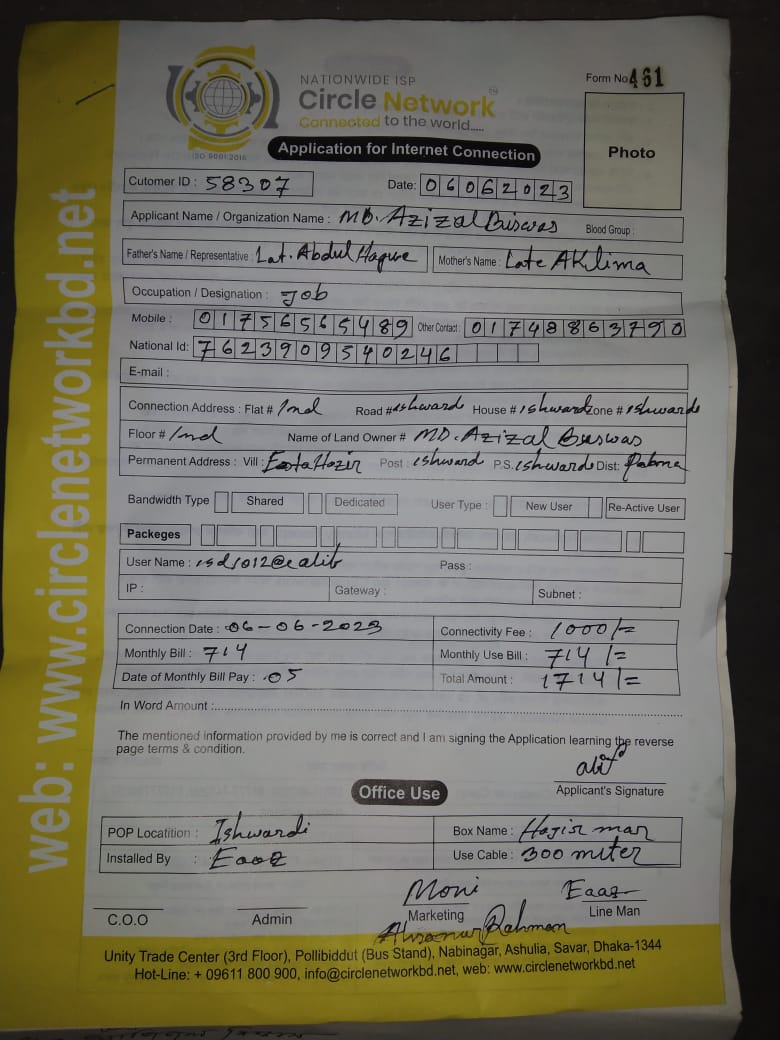 NATIONWIDE ISP
Circle Network™
Connected to the world.....
ISO 9001:2015
Form No 461
Application for Internet Connection
Photo
Cutomer ID : 58307
Date: 06062023
Applicant Name / Organization Name : MD. Azizal Biswas Blood Group :
Father's Name / Representative : Lat. Abdul Haque Mother's Name : Late AKlima
Occupation / Designation : Job
Mobile : 01756565489 Other Contact : 01748863790
National Id: 7623909540246
E-mail :
Connection Address : Flat # 1nd Road # ishward House # ishward Zone # ishwards
Floor # 1nd Name of Land Owner # MD. Azizal Biswas
Permanent Address : Vill : Post : ishward P.S. ishwards Dist: Pabna
Bandwidth Type Shared Dedicated User Type : New User Re-Active User
Packeges
User Name : Pass :
IP : Gateway : Subnet :
Connection Date : 06-06-2023 Connectivity Fee : 1000/=
Monthly Bill : 714 Monthly Use Bill : 714/=
Date of Monthly Bill Pay : 05 Total Amount : 1714/=
In Word Amount :
The mentioned information provided by me is correct and I am signing the Application learning the reverse
page terms & condition.
Applicant's Signature
Office Use
POP Locatition : Ishwardi Box Name :
Installed By : Use Cable : 300 miter
Moni
C.O.O Admin Marketing Line Man
Rahman
Unity Trade Center (3rd Floor), Pollibiddut (Bus Stand), Nabinagar, Ashulia, Savar, Dhaka-1344
Hot-Line: + 09611 800 900, info@circlenetworkbd.net, web: www.circlenetworkbd.net
web: www.circlenetworkbd.net